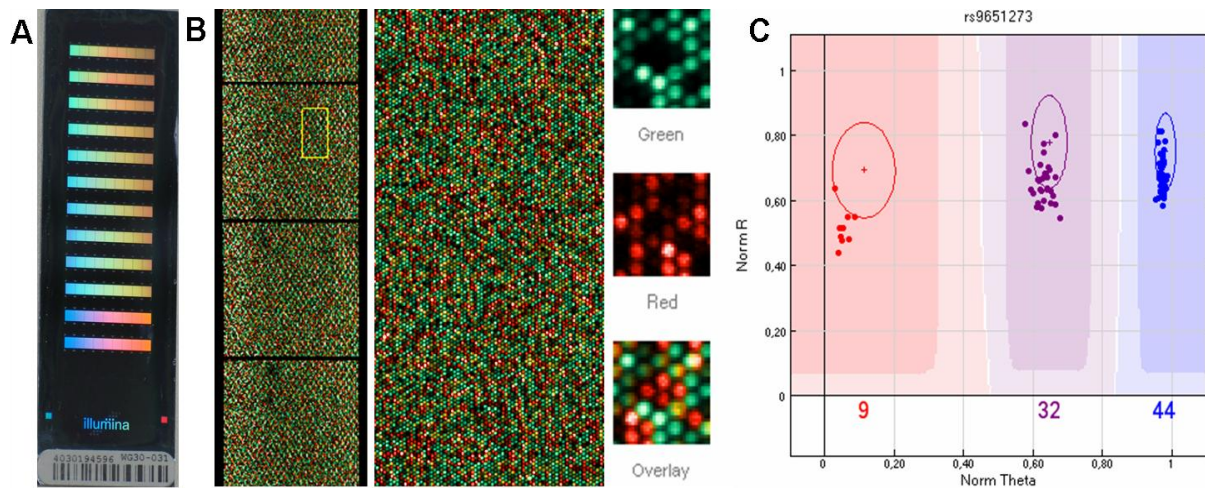 A
illumina
4030194596 WG30-031
B
Green
Red
Overlay
C
rs9651273
Norm R
1
0,80
0,60
0,40
0,20
0
9
32
44
0
0,20
0,40
0,60
0,80
1
Norm Theta